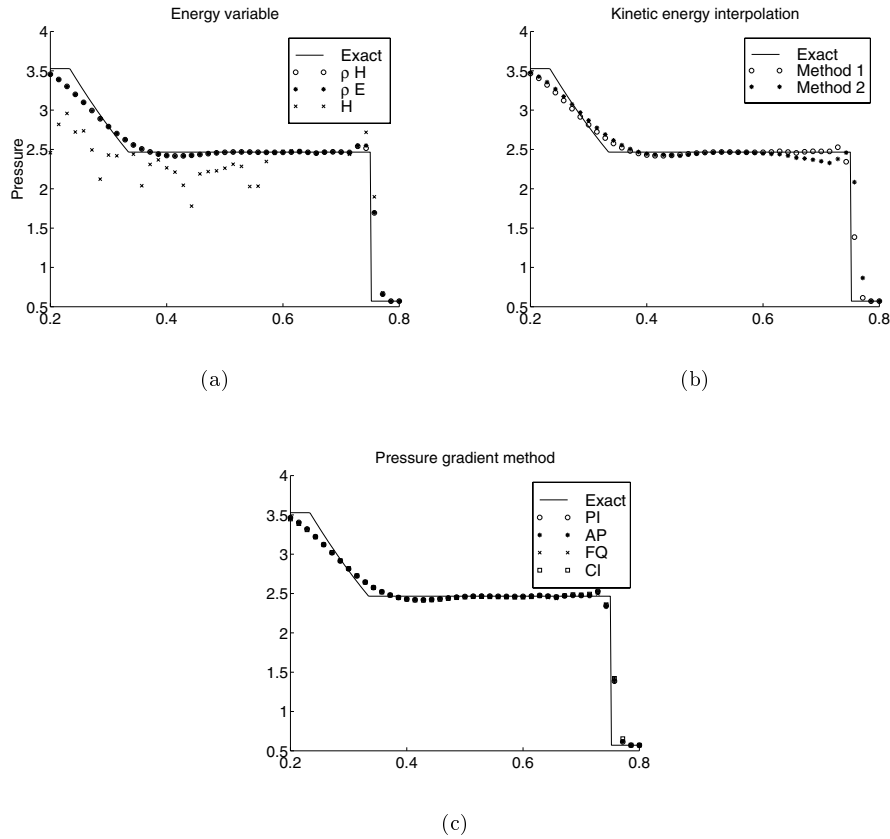 Energy variable
4
3.5
3
2.5
2
1.5
1
0.5
Pressure
0.2
0.4
0.6
0.8
Exact
ρ H
ρ E
H
(a)
Kinetic energy interpolation
4
3.5
3
2.5
2
1.5
1
0.5
0.2
0.4
0.6
0.8
Exact
Method 1
Method 2
(b)
Pressure gradient method
4
3.5
3
2.5
2
1.5
1
0.5
0.2
0.4
0.6
0.8
Exact
PI
AP
FQ
CI
(c)